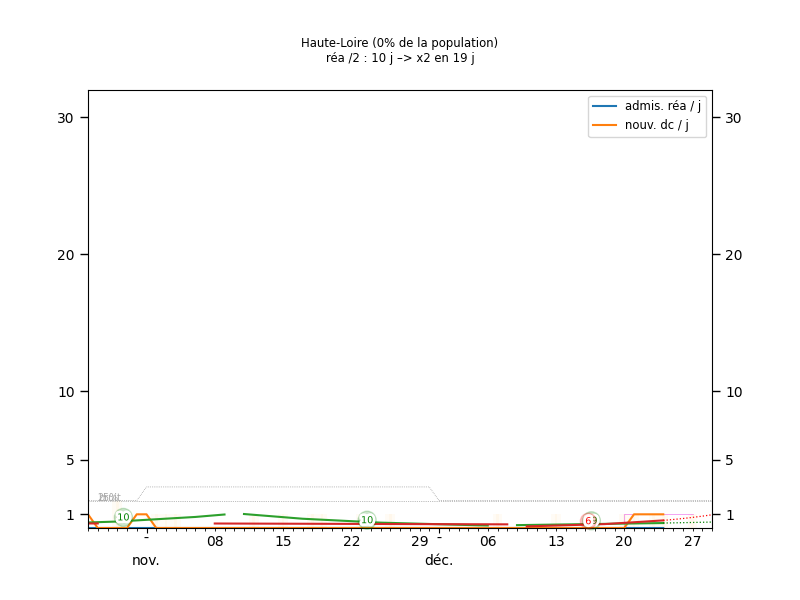 Haute-Loire (0% de la population)
réa /2 : 10 j –> x2 en 19 j
admis. réa / j
nouv. dc / j
30 30
20 20
10 10
5 5
1 1
10 10
- 08 15 22 29 - 06 13 20 27
nov. déc.